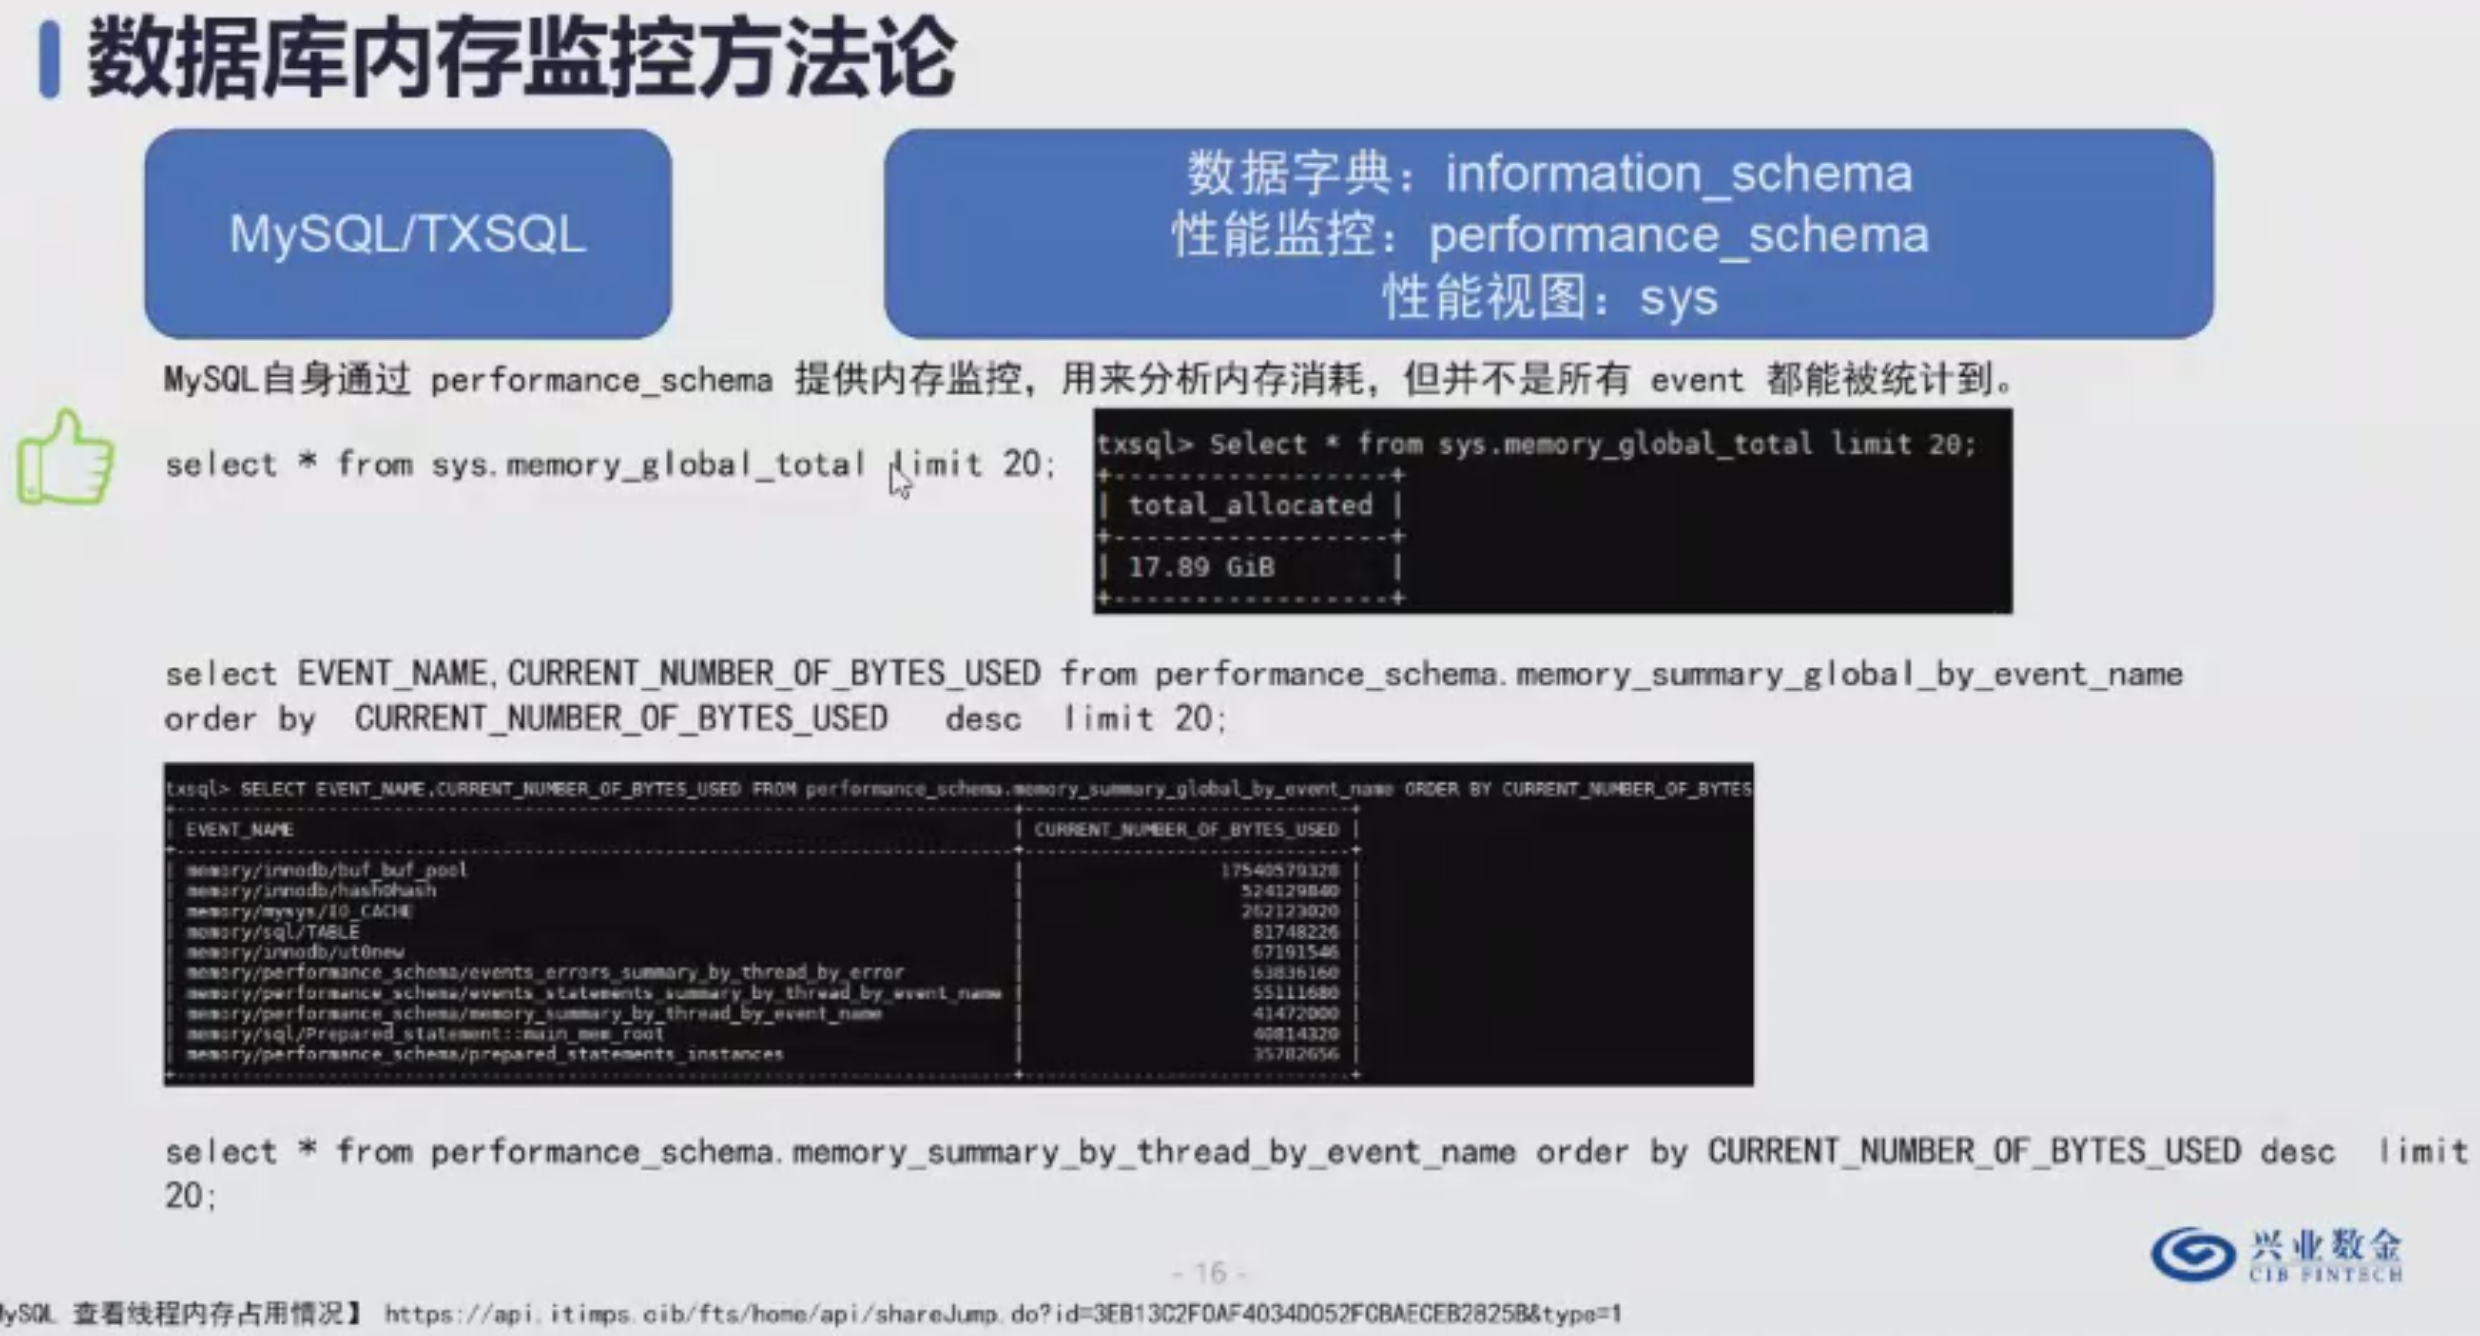 数据库内存监控方法论
MySQL/TXSQL
数据字典：information_schema
性能监控：performance_schema
性能视图：sys
MySQL自身通过 performance_schema 提供内存监控，用来分析内存消耗，但并不是所有 event 都能被统计到。
select * from sys.memory_global_total limit 20;
txsql> Select * from sys.memory_global_total limit 20;
total_allocated
17.89 GiB
select EVENT_NAME,CURRENT_NUMBER_OF_BYTES_USED from performance_schema.memory_summary_global_by_event_name
order by CURRENT_NUMBER_OF_BYTES_USED desc limit 20;
txsql> SELECT EVENT_NAME,CURRENT_NUMBER_OF_BYTES_USED FROM performance_schema.memory_summary_global_by_event_name ORDER BY CURRENT_NUMBER_OF_BYTES
EVENT_NAME | CURRENT_NUMBER_OF_BYTES_USED
memory/innodb/buf_buf_pool | 17540579328
memory/innodb/hash0hash | 524129840
memory/mysys/IO_CACHE | 262123020
memory/sql/TABLE | 81748226
memory/innodb/ut0new | 67191546
memory/performance_schema/events_errors_summary_by_thread_by_error | 63836160
memory/performance_schema/events_statements_summary_by_thread_by_event_name | 55111680
memory/performance_schema/memory_summary_by_thread_by_event_name | 41472000
memory/sql/Prepared_statement::main_mem_root | 40814320
memory/performance_schema/prepared_statements_instances | 35782656
select * from performance_schema.memory_summary_by_thread_by_event_name order by CURRENT_NUMBER_OF_BYTES_USED desc limit
20;
兴业数金
CIB FINTECH
- 16 -
ySQL 查看线程内存占用情况】 https://api.itimps.cib/fts/home/api/shareJump.do?id=3EB13C2F0AF4034D052FCBAECEB2825B&type=1